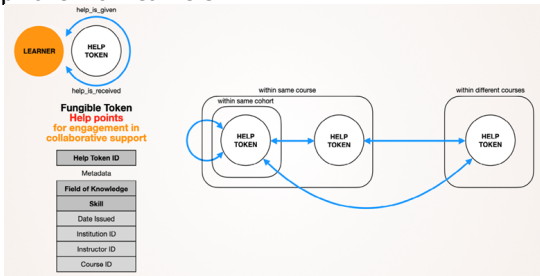 help_is_given
LEARNER
HELP
TOKEN
help_is_received
Fungible Token
Help points
for engagement in
collaborative support
Help Token ID
Metadata
Field of Knowledge
Skill
Date Issued
Institution ID
Instructor ID
Course ID
within same course
within same cohort
HELP
TOKEN
HELP
TOKEN
within different courses
HELP
TOKEN